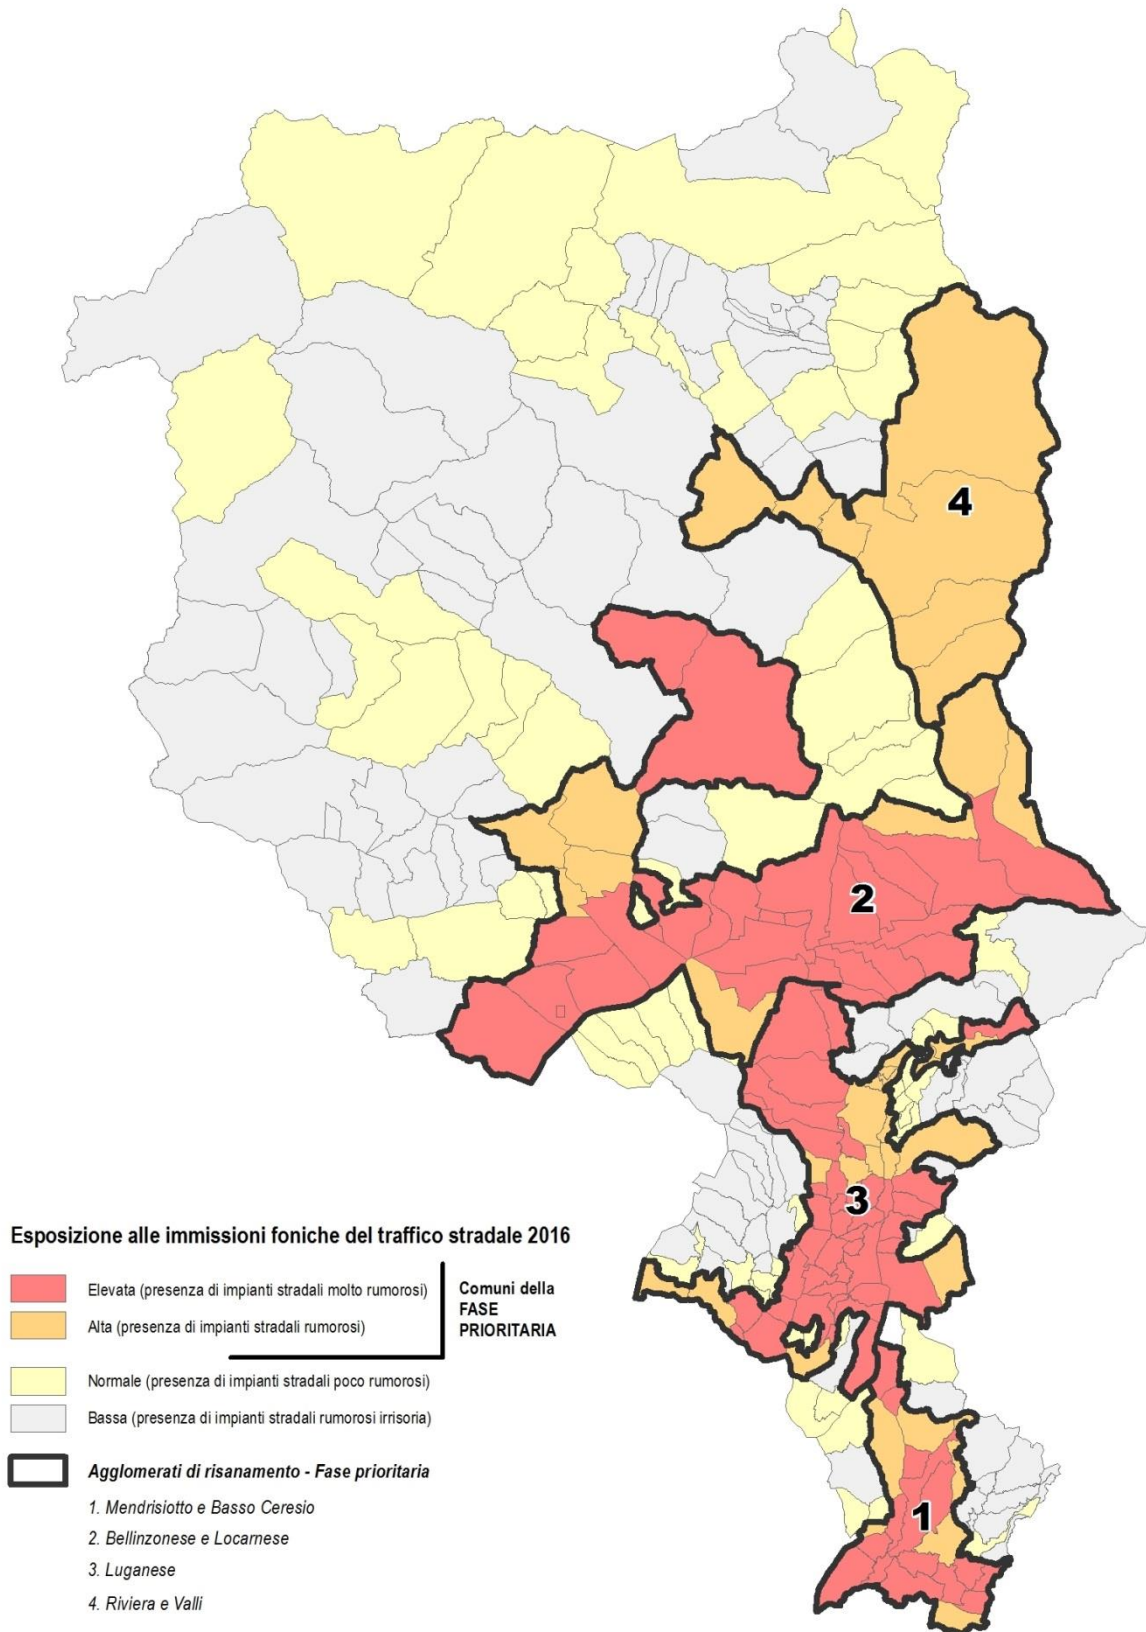 4
2
3
1
Esposizione alle immissioni foniche del traffico stradale 2016
Elevata (presenza di impianti stradali molto rumorosi)
Alta (presenza di impianti stradali rumorosi)
Comuni della
FASE
PRIORITARIA
Normale (presenza di impianti stradali poco rumorosi)
Bassa (presenza di impianti stradali rumorosi irrisoria)
Agglomerati di risanamento - Fase prioritaria
1. Mendrisiotto e Basso Ceresio
2. Bellinzonese e Locarnese
3. Luganese
4. Riviera e Valli